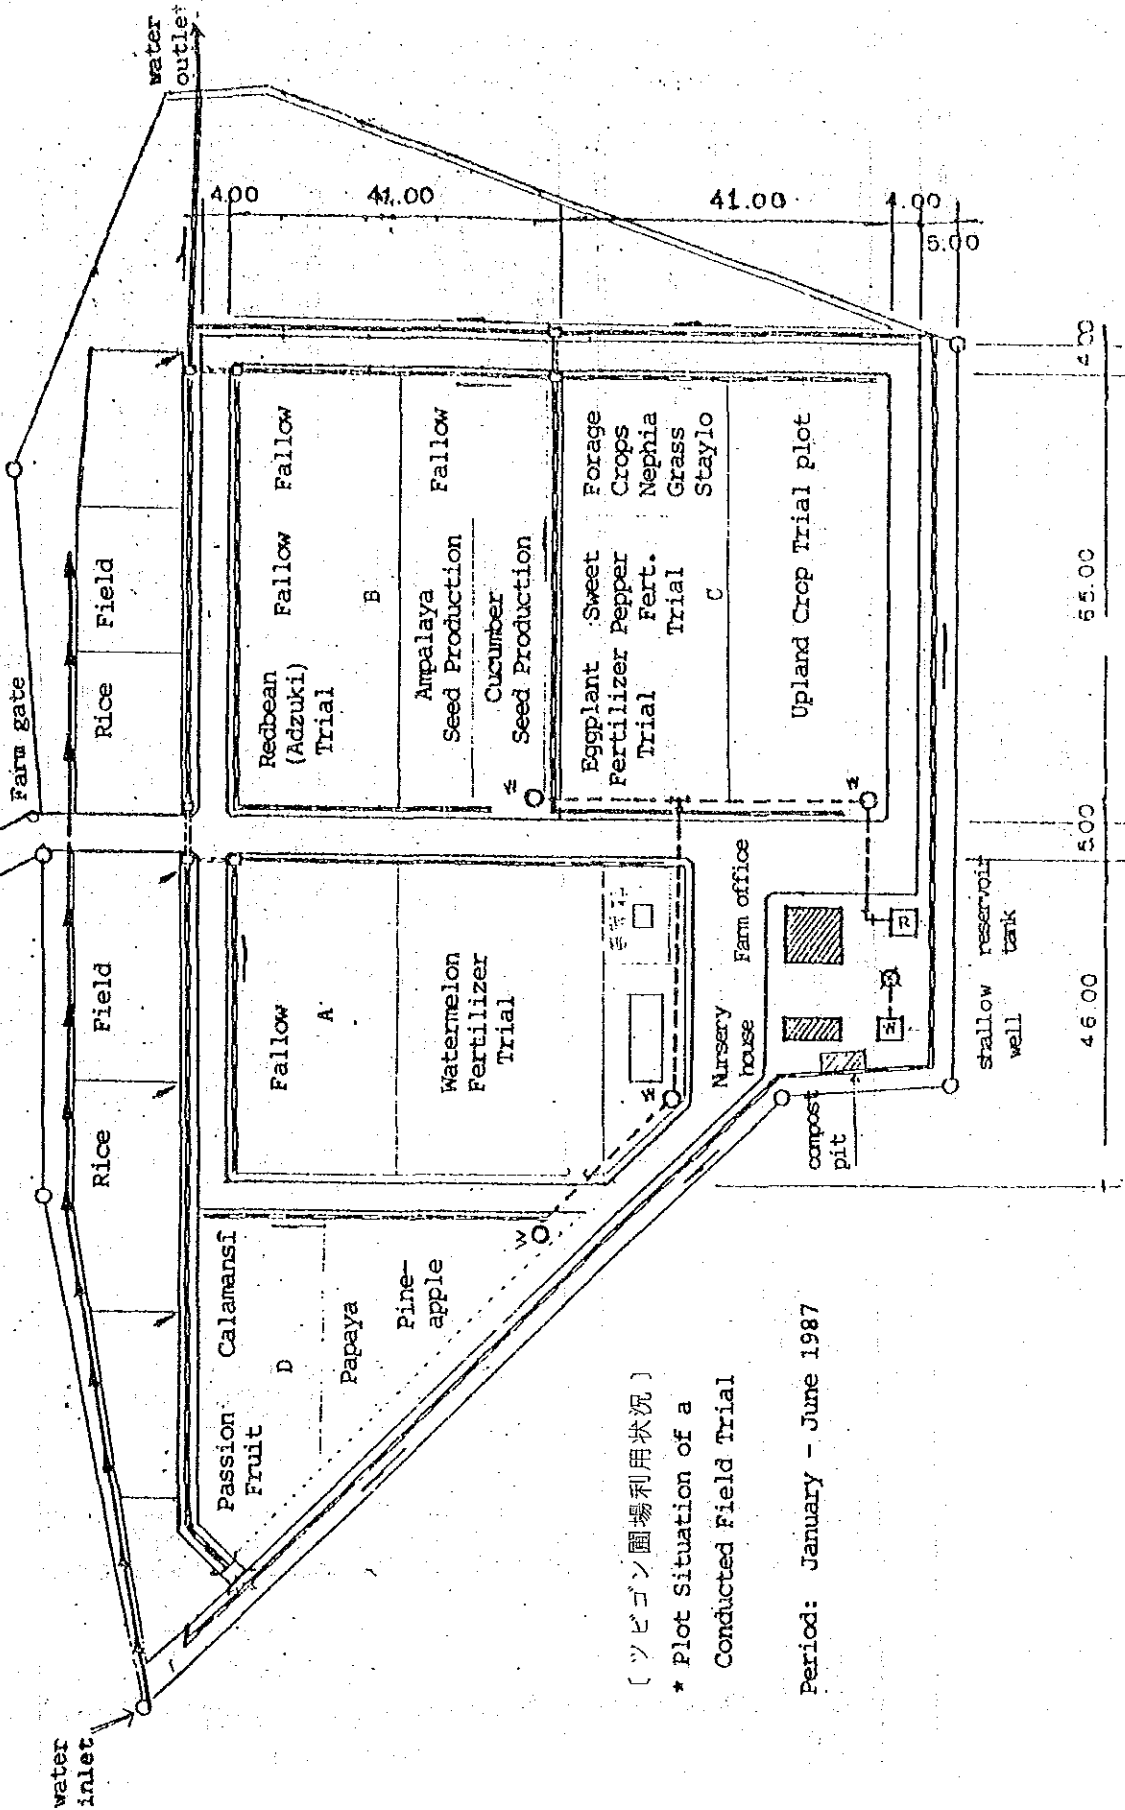 water
outlet
4.00
41.00
41.00
4.00
5.00
Farm gate
Rice
Field
Rice
Field
Redbean
(Adzuki)
Trial
Fallow
Fallow
Fallow
B
Ampalaya
Seed Production
Fallow
Cucumber
Seed Production
Eggplant
Fertilizer
Trial
Sweet
Pepper
Fert.
Trial
Forage
Crops
Nephia
Grass
Staylo
C
Upland Crop Trial plot
4.00
65.00
5.00
46.00
Fallow
A
Watermelon
Fertilizer
Trial
Nursery
house
Farm office
compost
pit
shallow
well
reservoir
tank
W
Passion
Fruit
Calamansi
D
Papaya
Pine-
apple
water
inlet
〔ツビゴン圃場利用状況〕
* Plot Situation of a
Conducted Field Trial
Period: January - June 1987